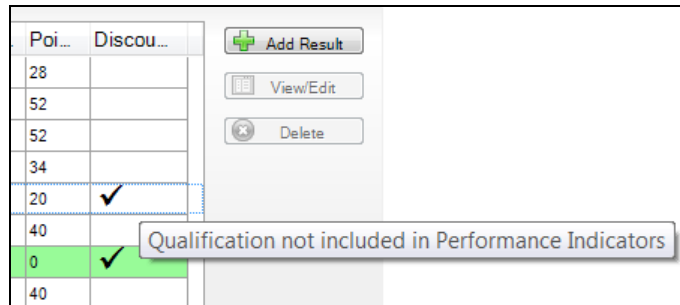 Poi... Discou...
Add Result
28
View/Edit
52
52
Delete
34
20 ✓
40
Qualification not included in Performance Indicators
0 ✓
40